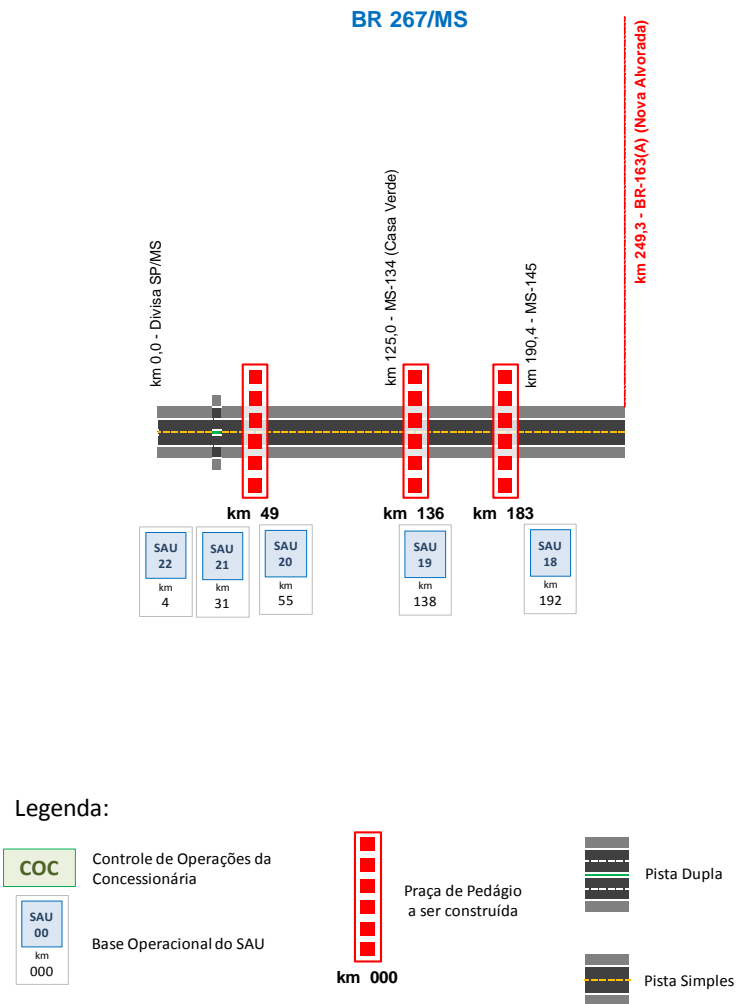 BR 267/MS
km 249,3 - BR-163(A) (Nova Alvorada)
km 0,0 - Divisa SP/MS
km 125,0 - MS-134 (Casa Verde)
km 190,4 - MS-145
km 49
km 136
km 183
SAU
22
km
4
SAU
21
km
31
SAU
20
km
55
SAU
19
km
138
SAU
18
km
192
Legenda:
COC
Controle de Operações da
Concessionária
SAU
00
km
000
Base Operacional do SAU
km 000
Praça de Pedágio
a ser construída
Pista Dupla
Pista Simples